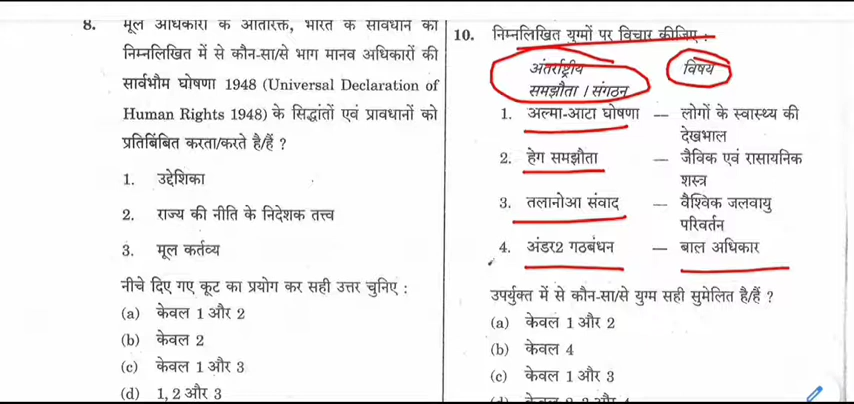 8. मूल अधिकारों के अतिरिक्त, भारत के संविधान का
निम्नलिखित में से कौन-सा/से भाग मानव अधिकारों की
सार्वभौम घोषणा 1948 (Universal Declaration of
Human Rights 1948) के सिद्धांतों एवं प्रावधानों को
प्रतिबिंबित करता/करते है/हैं ?
1. उद्देशिका
2. राज्य की नीति के निदेशक तत्त्व
3. मूल कर्तव्य
नीचे दिए गए कूट का प्रयोग कर सही उत्तर चुनिए :
(a) केवल 1 और 2
(b) केवल 2
(c) केवल 1 और 3
(d) 1, 2 और 3
10. निम्नलिखित युग्मों पर विचार कीजिए :
अंतर्राष्ट्रीय विषय
समझौता / संगठन
1. अल्मा-आटा घोषणा — लोगों के स्वास्थ्य की
देखभाल
2. हेग समझौता — जैविक एवं रासायनिक
शस्त्र
3. तलानोआ संवाद — वैश्विक जलवायु
परिवर्तन
4. अंडर2 गठबंधन — बाल अधिकार
उपर्युक्त में से कौन-सा/से युग्म सही सुमेलित है/हैं ?
(a) केवल 1 और 2
(b) केवल 4
(c) केवल 1 और 3